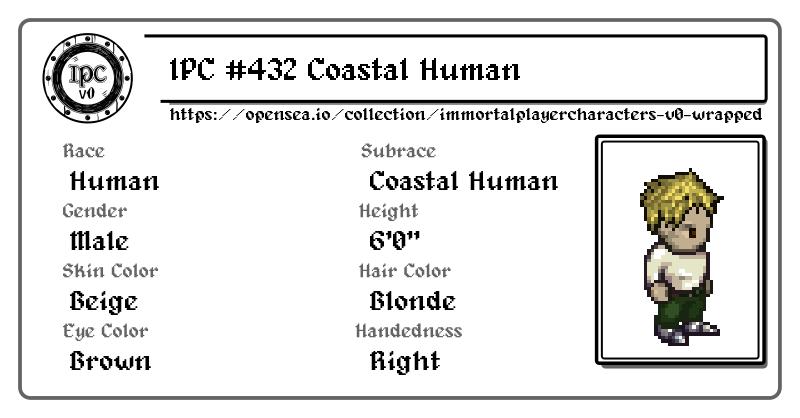 IPC
v0
IPC #432 Coastal Human
https://opensea.io/collection/immortalplayercharacters-v0-wrapped
Race
Subrace
Human
Coastal Human
Gender
Height
Male
6'0"
Skin Color
Hair Color
Beige
Blonde
Eye Color
Handedness
Brown
Right